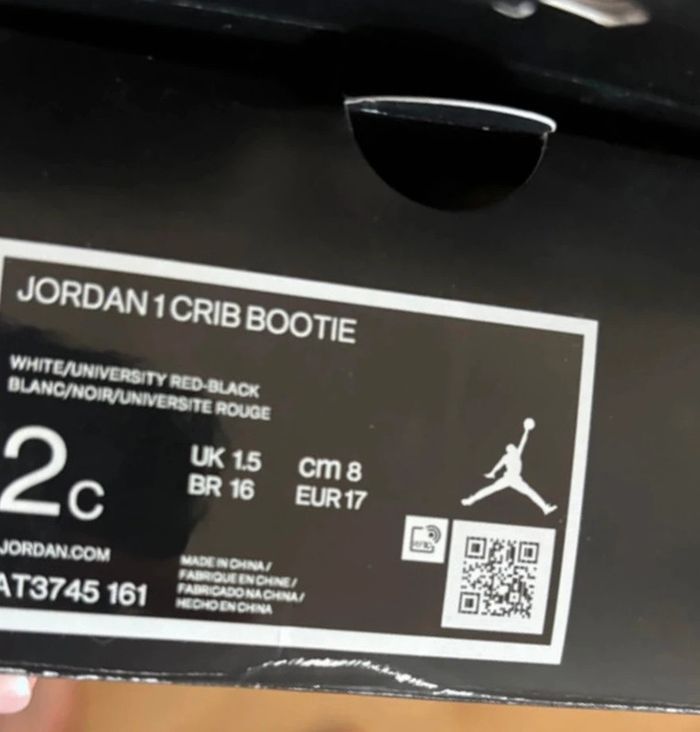 JORDAN 1 CRIB BOOTIE
WHITE/UNIVERSITY RED-BLACK
BLANC/NOIR/UNIVERSITE ROUGE
2C
UK 1.5 cm 8
BR 16 EUR 17
JORDAN.COM
AT3745 161
MADE IN CHINA/
FABRIQUE EN CHINE/
FABRICADO NA CHINA/
HECHO EN CHINA